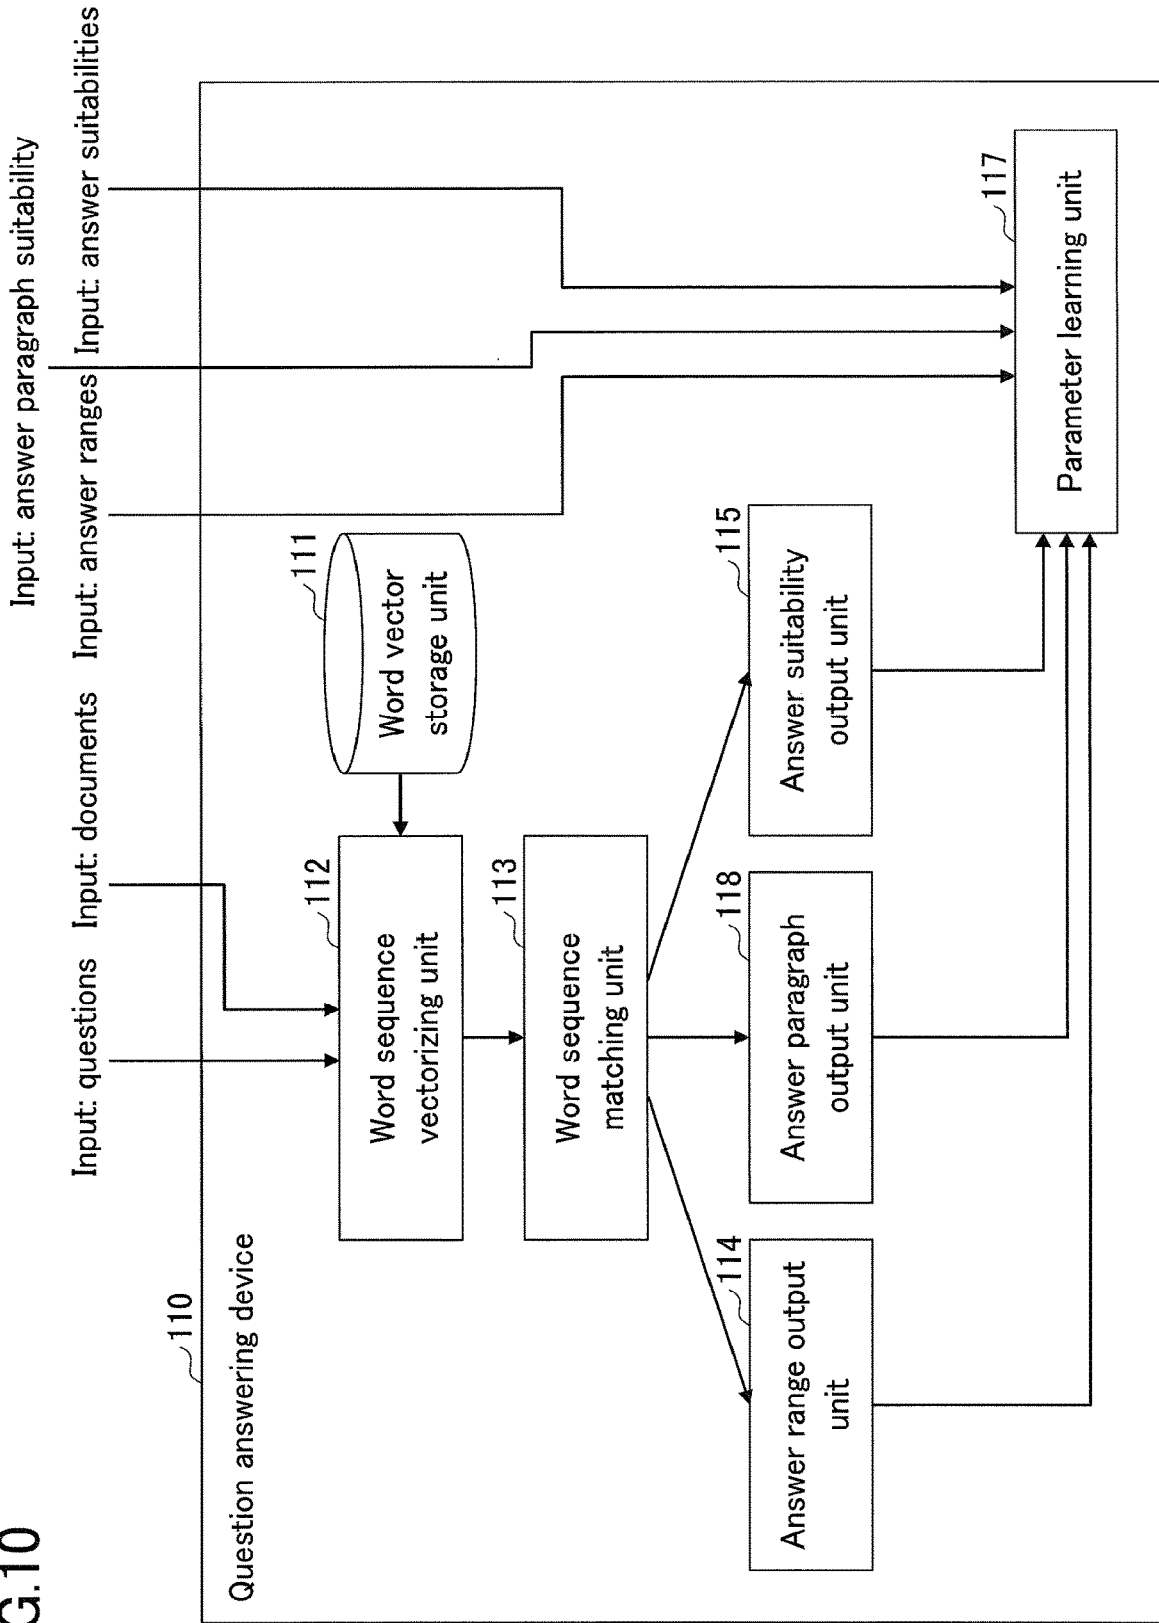 G.10
Input: answer paragraph suitability
Input: questions
Input: documents
Input: answer ranges
Input: answer suitabilities
110
Question answering device
111
Word vector
storage unit
112
Word sequence
vectorizing unit
113
Word sequence
matching unit
114
Answer range output
unit
118
Answer paragraph
output unit
115
Answer suitability
output unit
117
Parameter learning unit